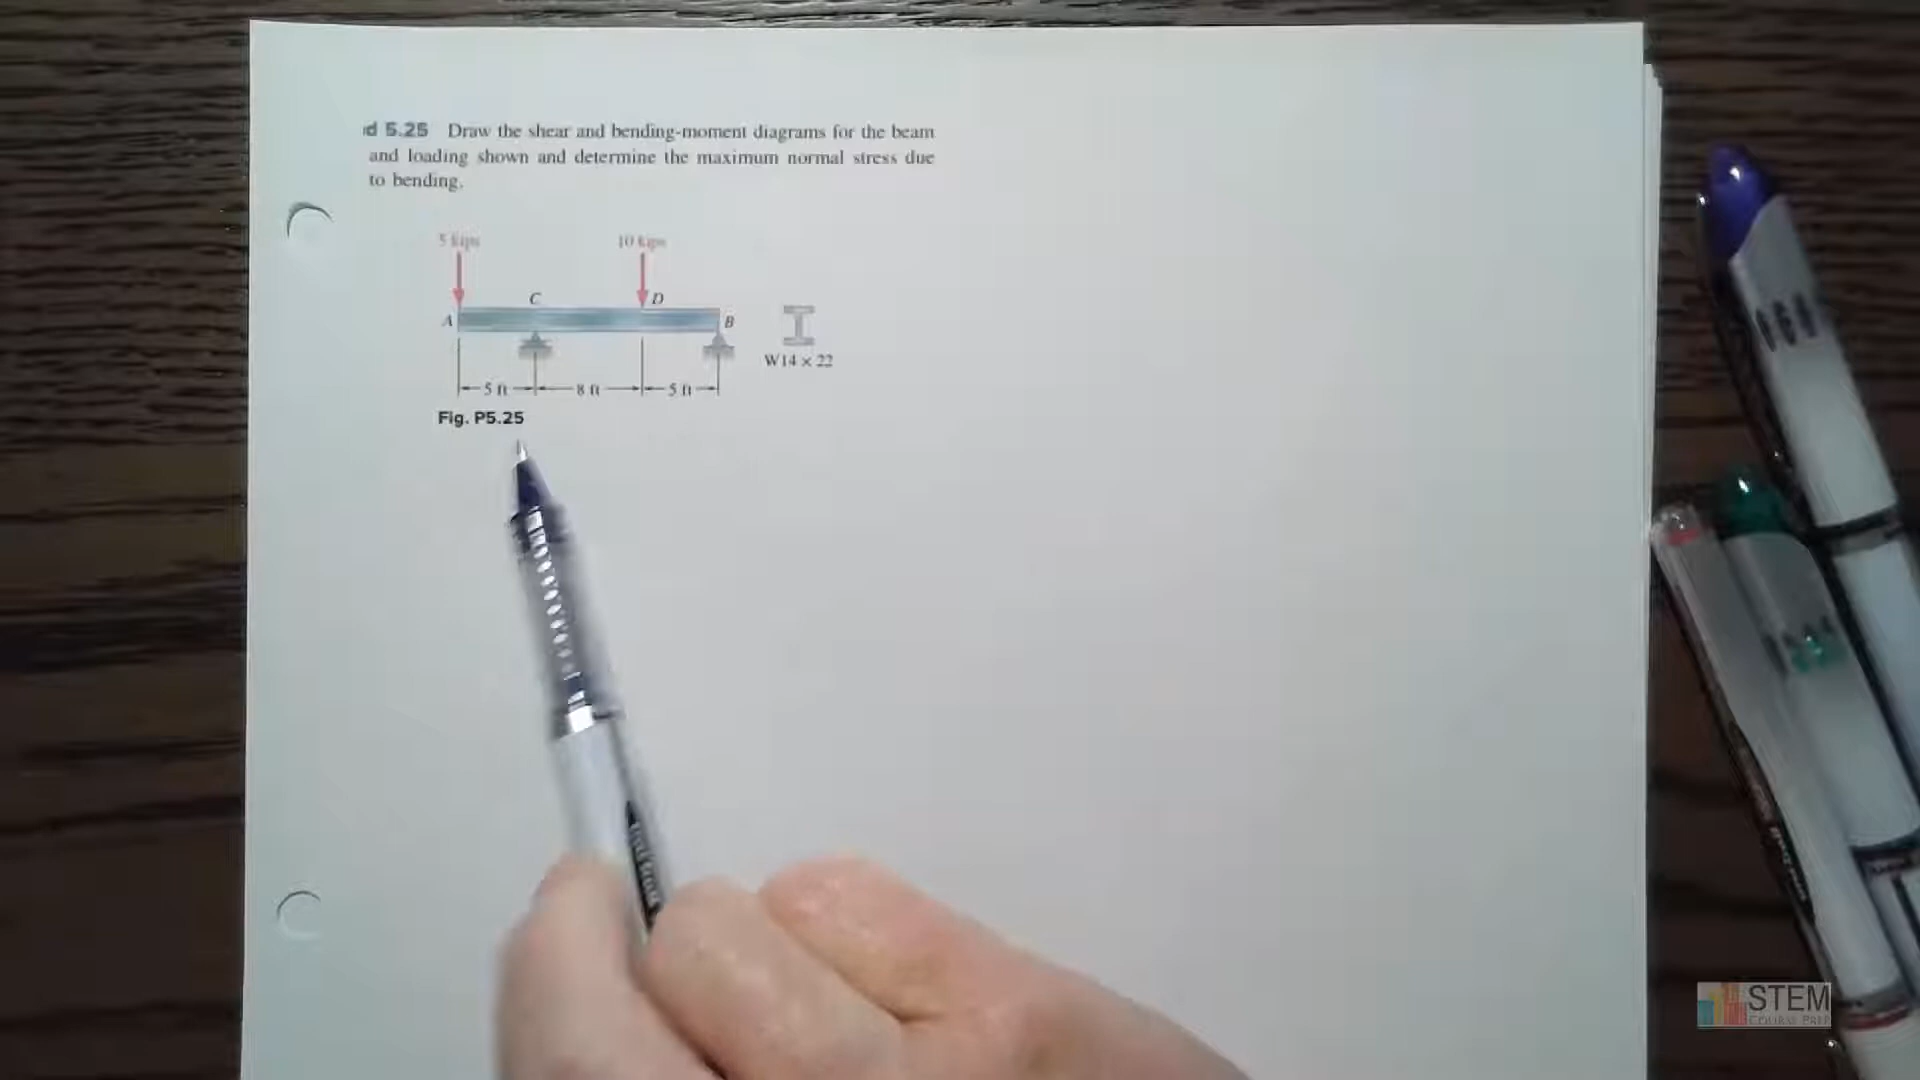 5.25 Draw the shear and bending-moment diagrams for the beam
and loading shown and determine the maximum normal stress due
to bending.
5 kips 10 kips
C D
A B
W14 × 22
5 ft 8 ft 5 ft
Fig. P5.25
STEM
COURSE PREP